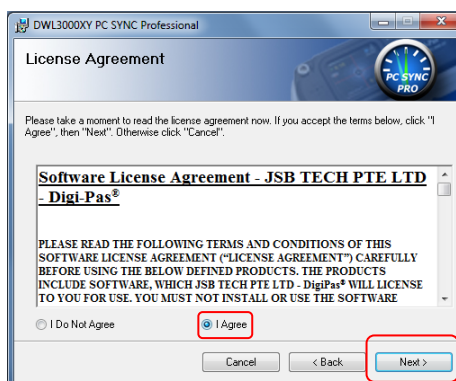 DWL3000XY PC SYNC Professional
License Agreement
PC SYNC
PRO
Please take a moment to read the license agreement now. If you accept the terms below, click "I
Agree", then "Next". Otherwise click "Cancel".
Software License Agreement - JSB TECH PTE LTD
- Digi-Pas®
PLEASE READ THE FOLLOWING TERMS AND CONDITIONS OF THIS
SOFTWARE LICENSE AGREEMENT (“LICENSE AGREEMENT”) CAREFULLY
BEFORE USING THE BELOW DEFINED PRODUCTS. THE PRODUCTS
INCLUDE SOFTWARE, WHICH JSB TECH PTE LTD - DigiPas® WILL LICENSE
TO YOU FOR USE. YOU MUST NOT INSTALL OR USE THE SOFTWARE
I Do Not Agree
I Agree
Cancel
< Back
Next >